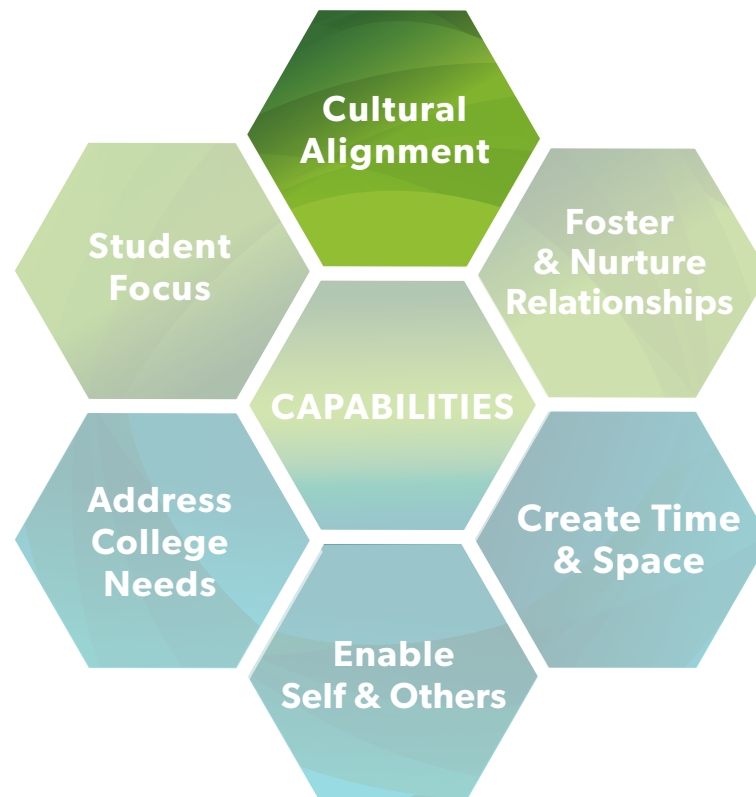 Cultural
Alignment
Foster
& Nurture
Relationships
Student
Focus
CAPABILITIES
Create Time
& Space
Address
College
Needs
Enable
Self & Others